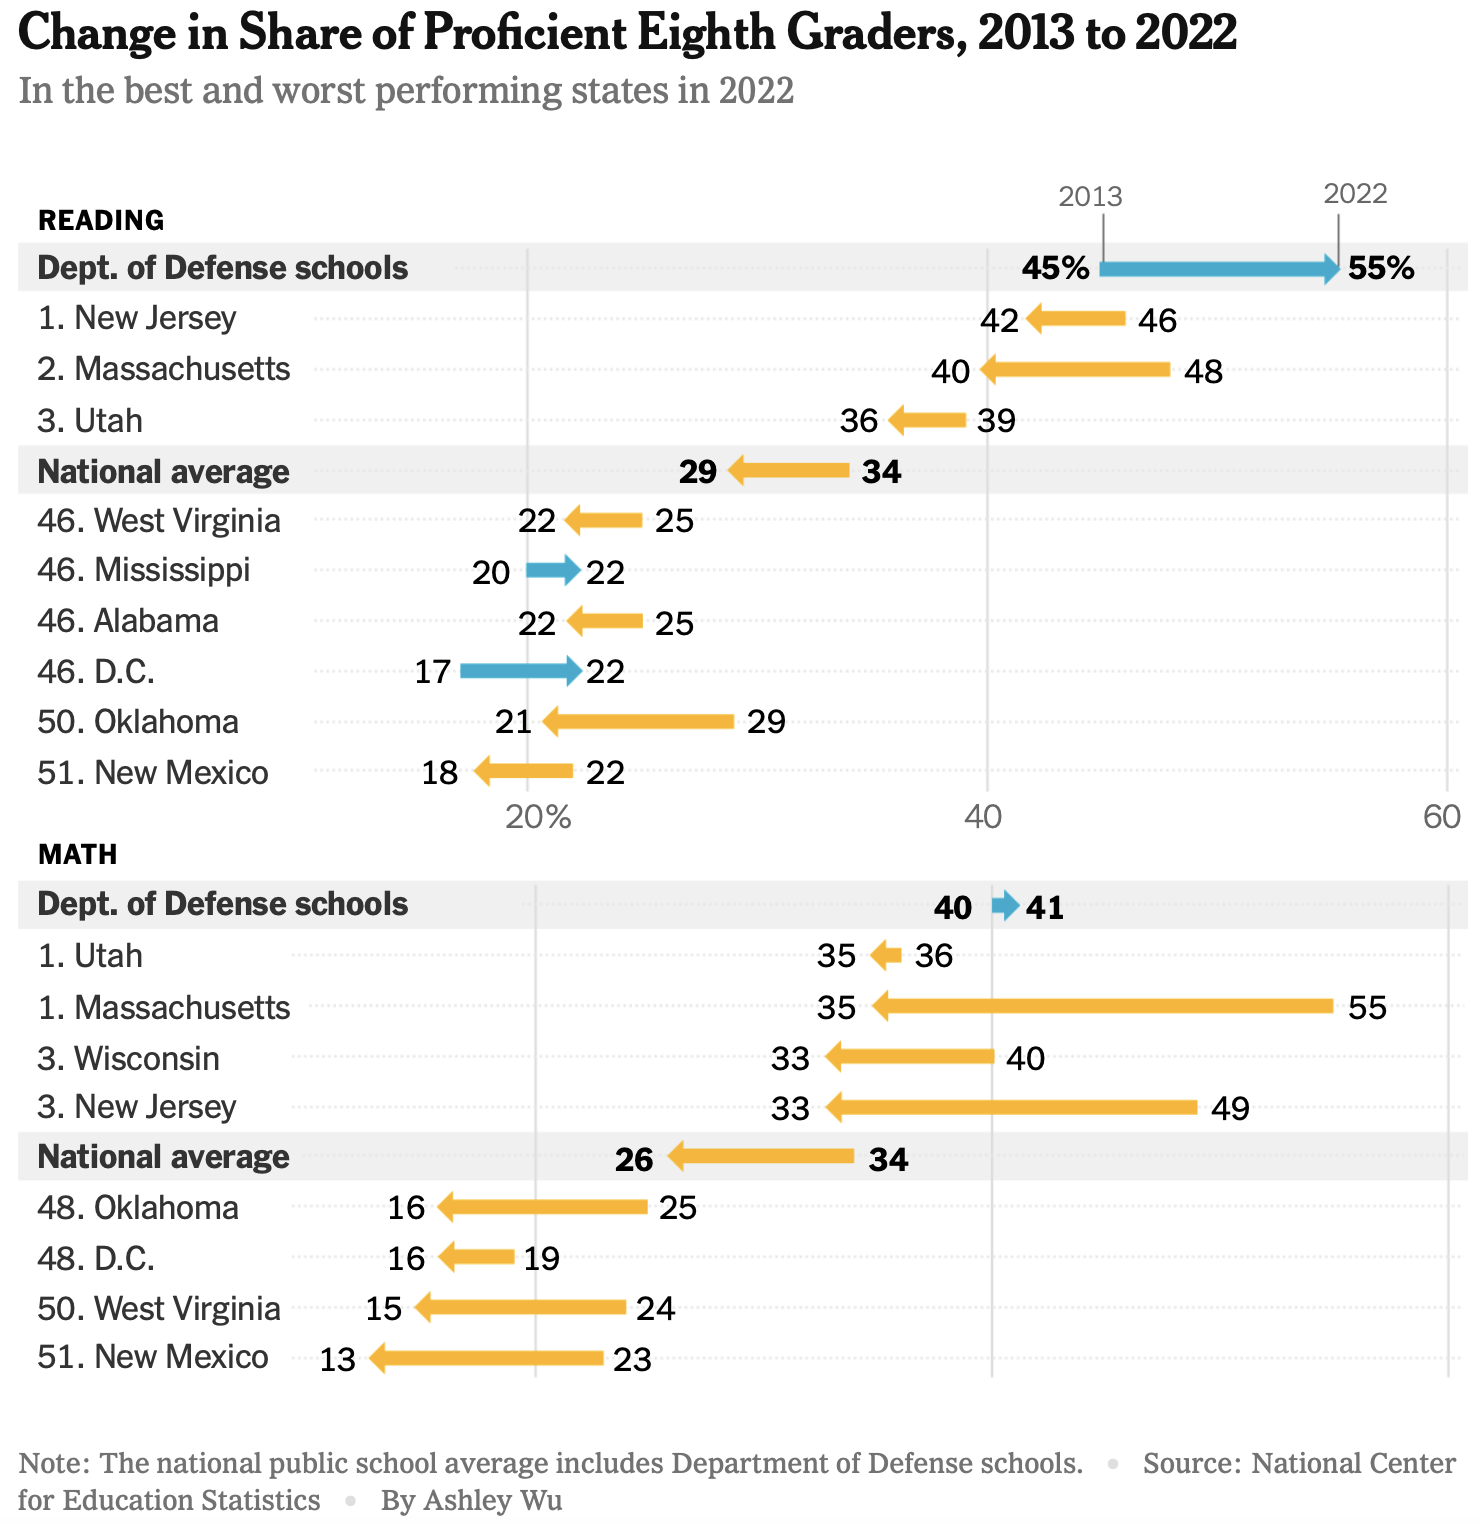 Change in Share of Proficient Eighth Graders, 2013 to 2022
In the best and worst performing states in 2022
2013 2022
READING
Dept. of Defense schools 45% 55%
1. New Jersey 42 46
2. Massachusetts 40 48
3. Utah 36 39
National average 29 34
46. West Virginia 22 25
46. Mississippi 20 22
46. Alabama 22 25
46. D.C. 17 22
50. Oklahoma 21 29
51. New Mexico 18 22
20% 40 60
MATH
Dept. of Defense schools 40 41
1. Utah 35 36
1. Massachusetts 35 55
3. Wisconsin 33 40
3. New Jersey 33 49
National average 26 34
48. Oklahoma 16 25
48. D.C. 16 19
50. West Virginia 15 24
51. New Mexico 13 23
Note: The national public school average includes Department of Defense schools. • Source: National Center
for Education Statistics • By Ashley Wu